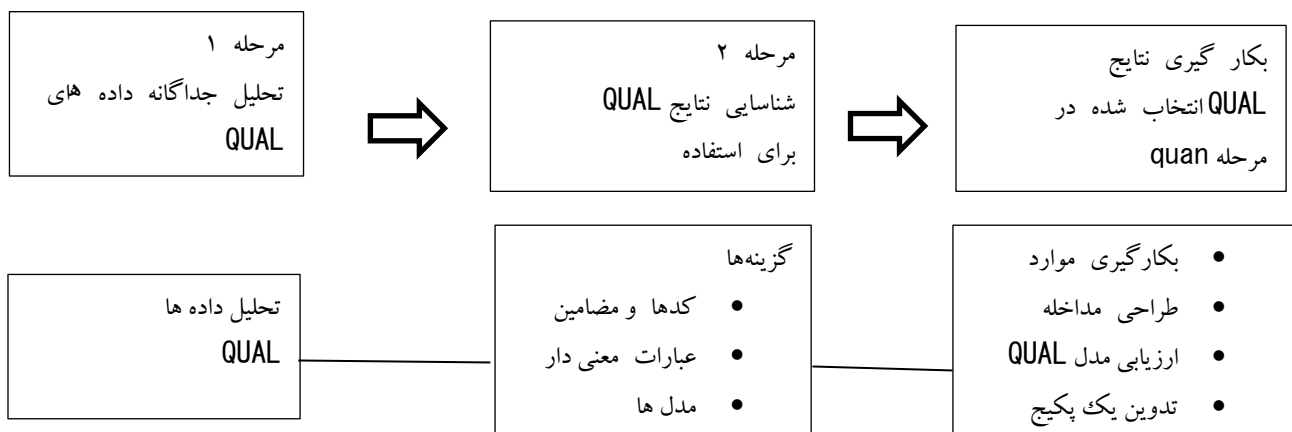 مرحله ۱
تحلیل جداگانه داده های
QUAL
مرحله ۲
شناسایی نتایج QUAL
برای استفاده
بکار گیری نتایج
QUAL انتخاب شده در
مرحله quan
تحلیل داده ها
QUAL
گزینه‌ها
• کدها و مضامین
• عبارات معنی دار
• مدل ها
• بکارگیری موارد
• طراحی مداخله
• ارزیابی مدل QUAL
• تدوین یک پکیج